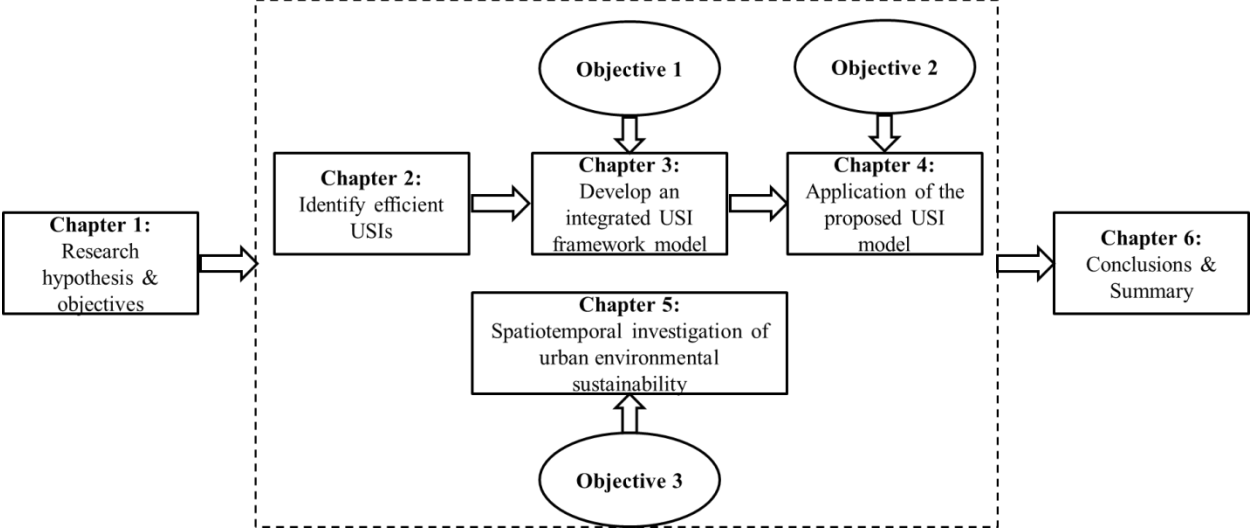 Objective 1
Objective 2
Chapter 1:
Research
hypothesis &
objectives
Chapter 2:
Identify efficient
USIs
Chapter 3:
Develop an
integrated USI
framework model
Chapter 4:
Application of the
proposed USI
model
Chapter 5:
Spatiotemporal investigation of
urban environmental
sustainability
Objective 3
Chapter 6:
Conclusions &
Summary